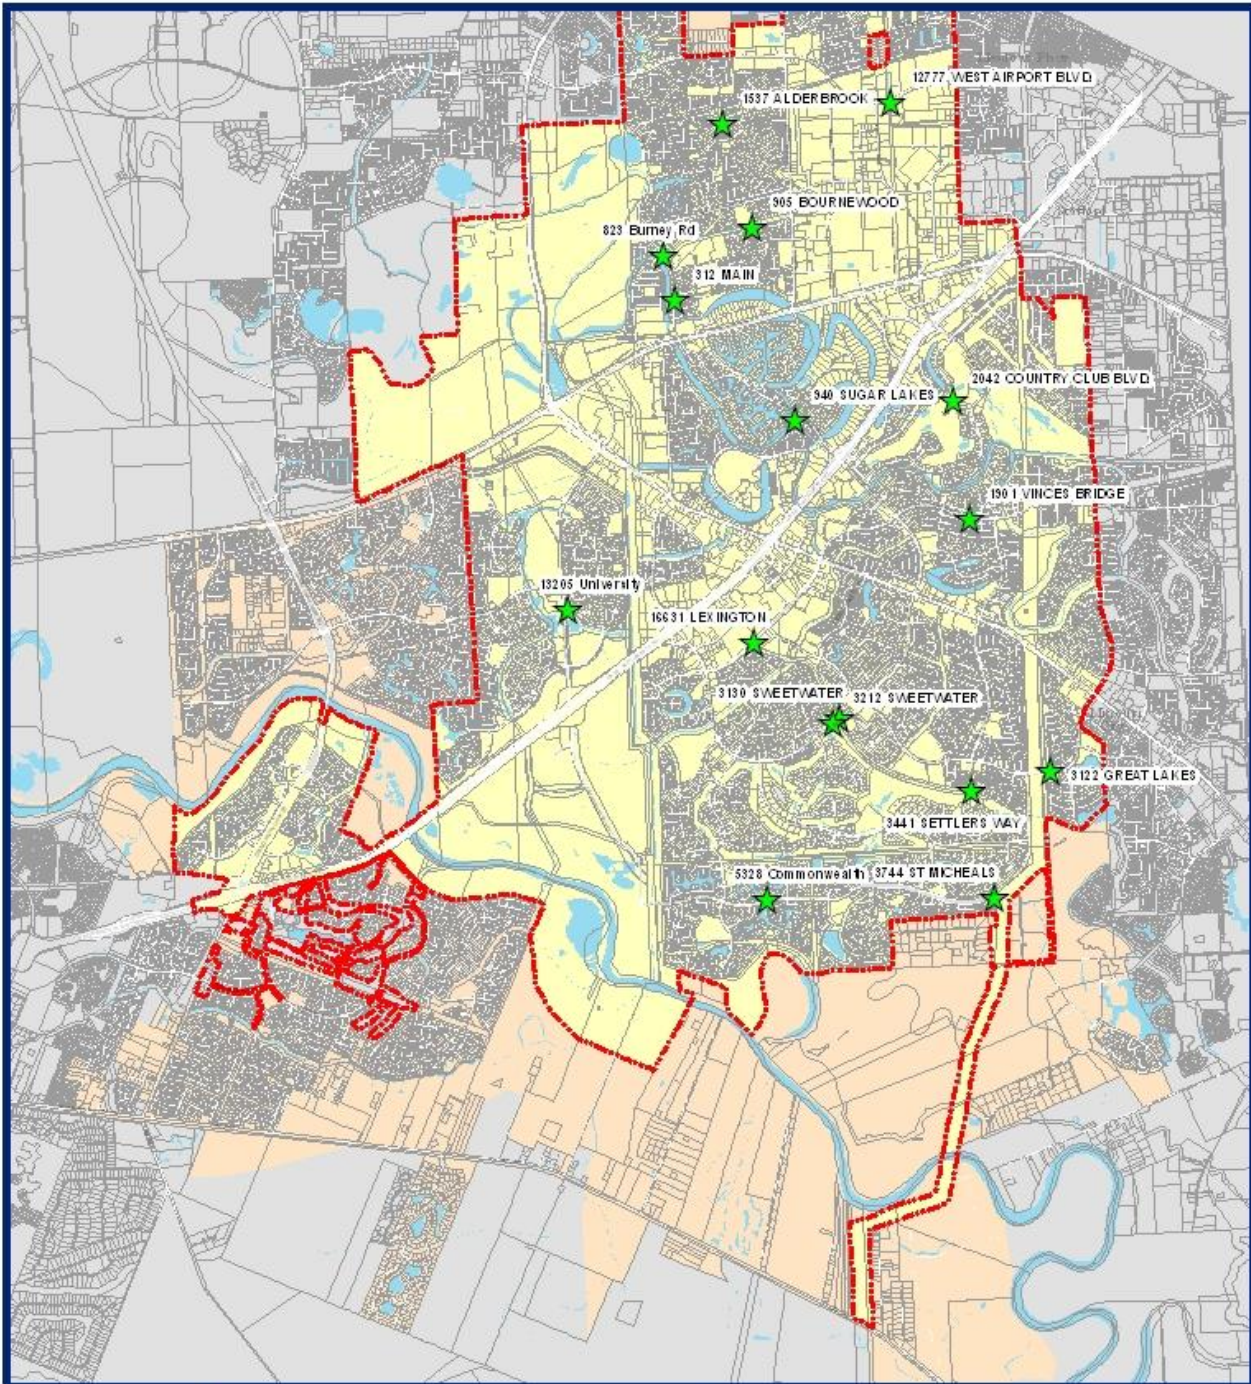 12777 WEST AIRPORT BLVD
1537 ALDERBROOK
905 BOURNEWOOD
823 Burney Rd
312 MAIN
2042 COUNTRY CLUB BLVD
940 SUGAR LAKES
1901 VINCES BRIDGE
13205 University
16631 LEXINGTON
3130 SWEETWATER
3212 SWEETWATER
3122 GREAT LAKES
3441 SETTLERS WAY
5328 Commonwealth
3744 ST MICHEALS